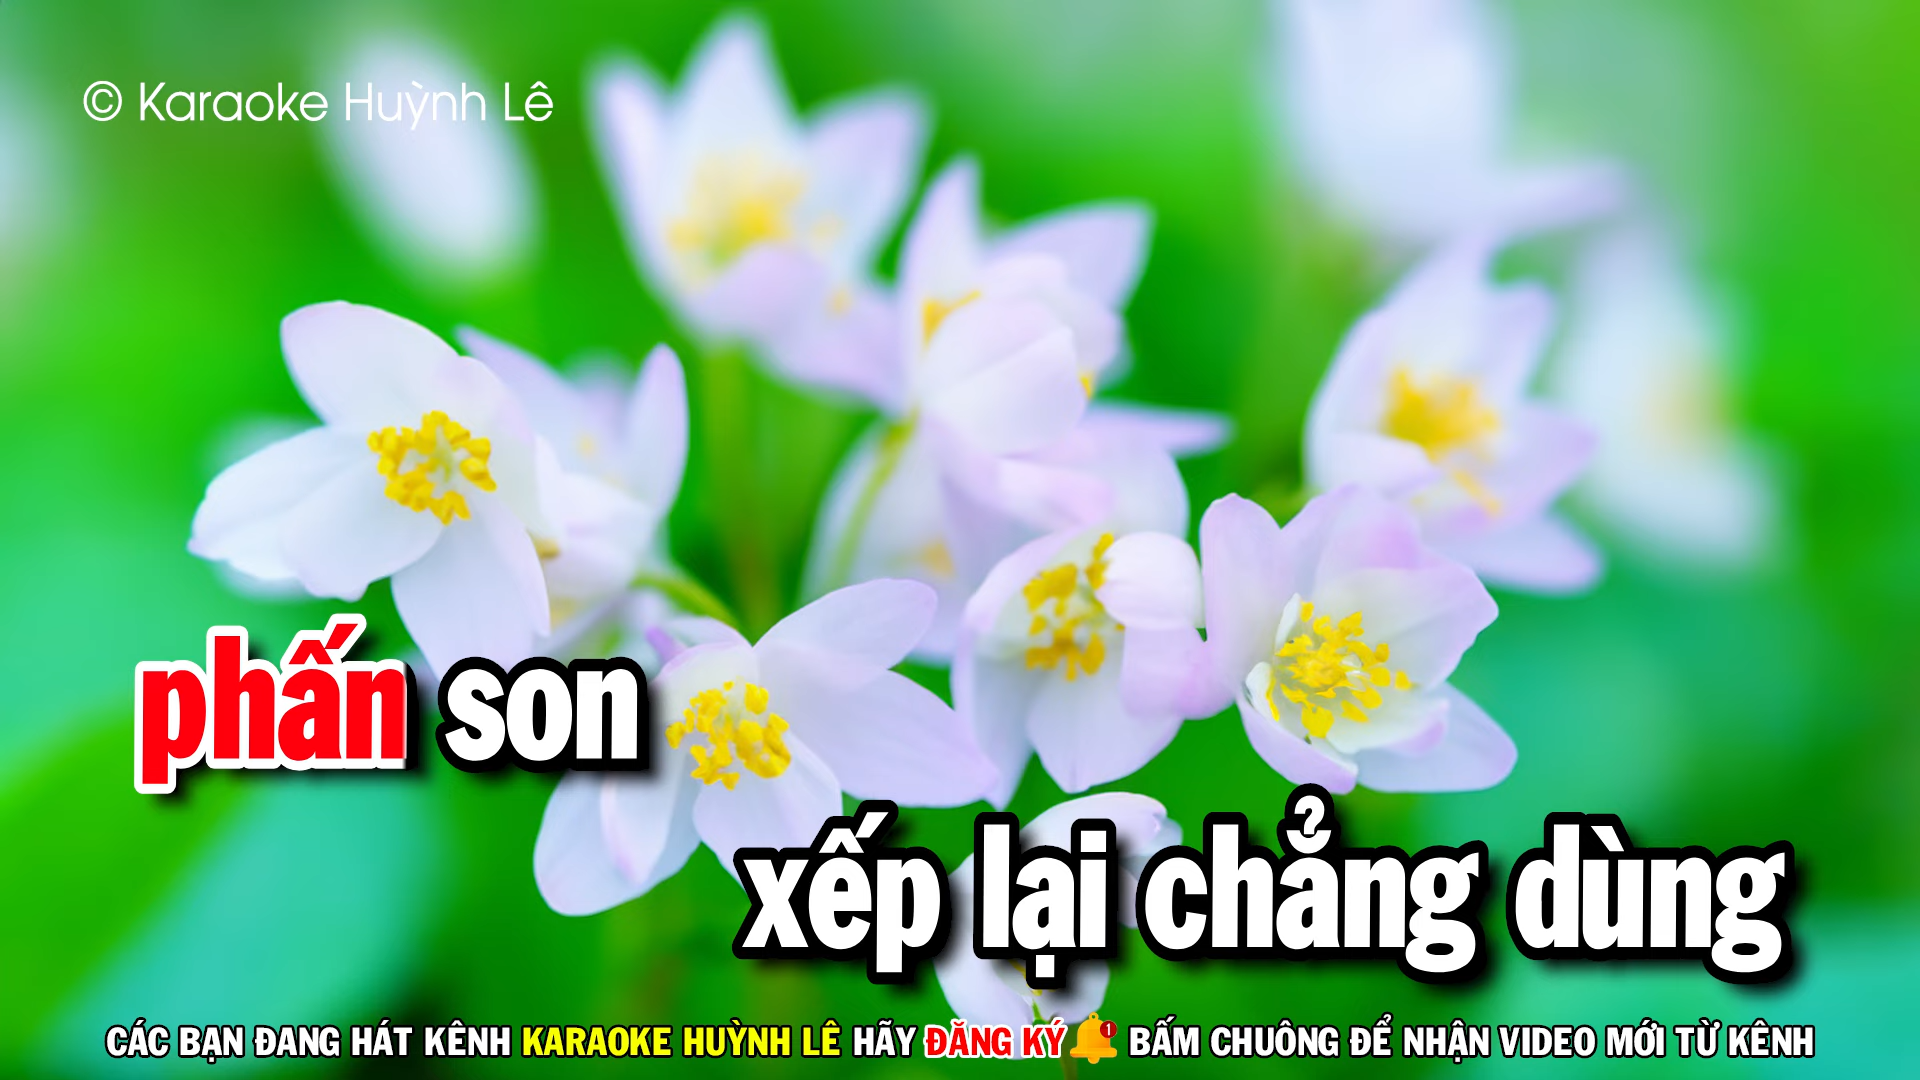 © Karaoke Huỳnh Lê
phấn son
xếp lại chẳng dùng
CÁC BẠN ĐANG HÁT KÊNH KARAOKE HUỲNH LÊ HÃY ĐĂNG KÝ 1 BẤM CHUÔNG ĐỂ NHẬN VIDEO MỚI TỪ KÊNH